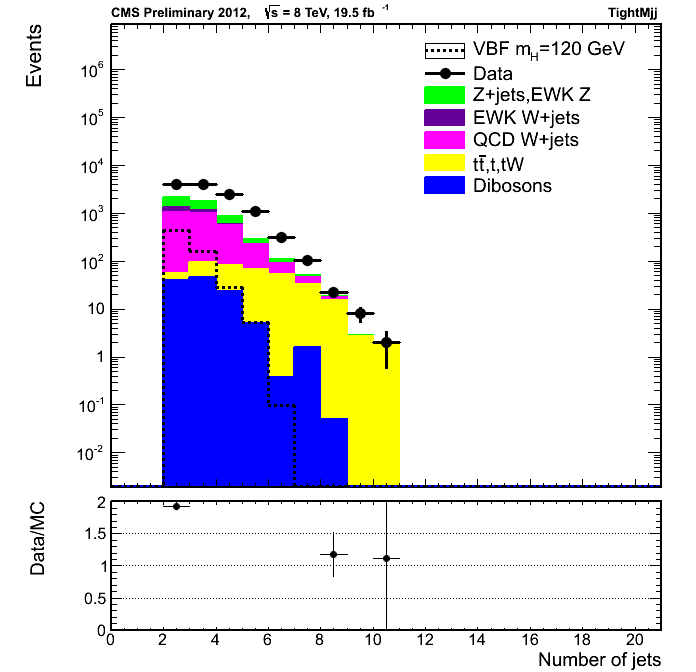 CMS Preliminary 2012, √s = 8 TeV, 19.5 fb⁻¹ TightMjj
Events
10⁶
10⁵
10⁴
10³
10²
10
1
10⁻¹
10⁻²
VBF m_H=120 GeV
Data
Z+jets,EWK Z
EWK W+jets
QCD W+jets
tt̄,t,tW
Dibosons
Data/MC
2
1.5
1
0.5
0
0 2 4 6 8 10 12 14 16 18 20
Number of jets